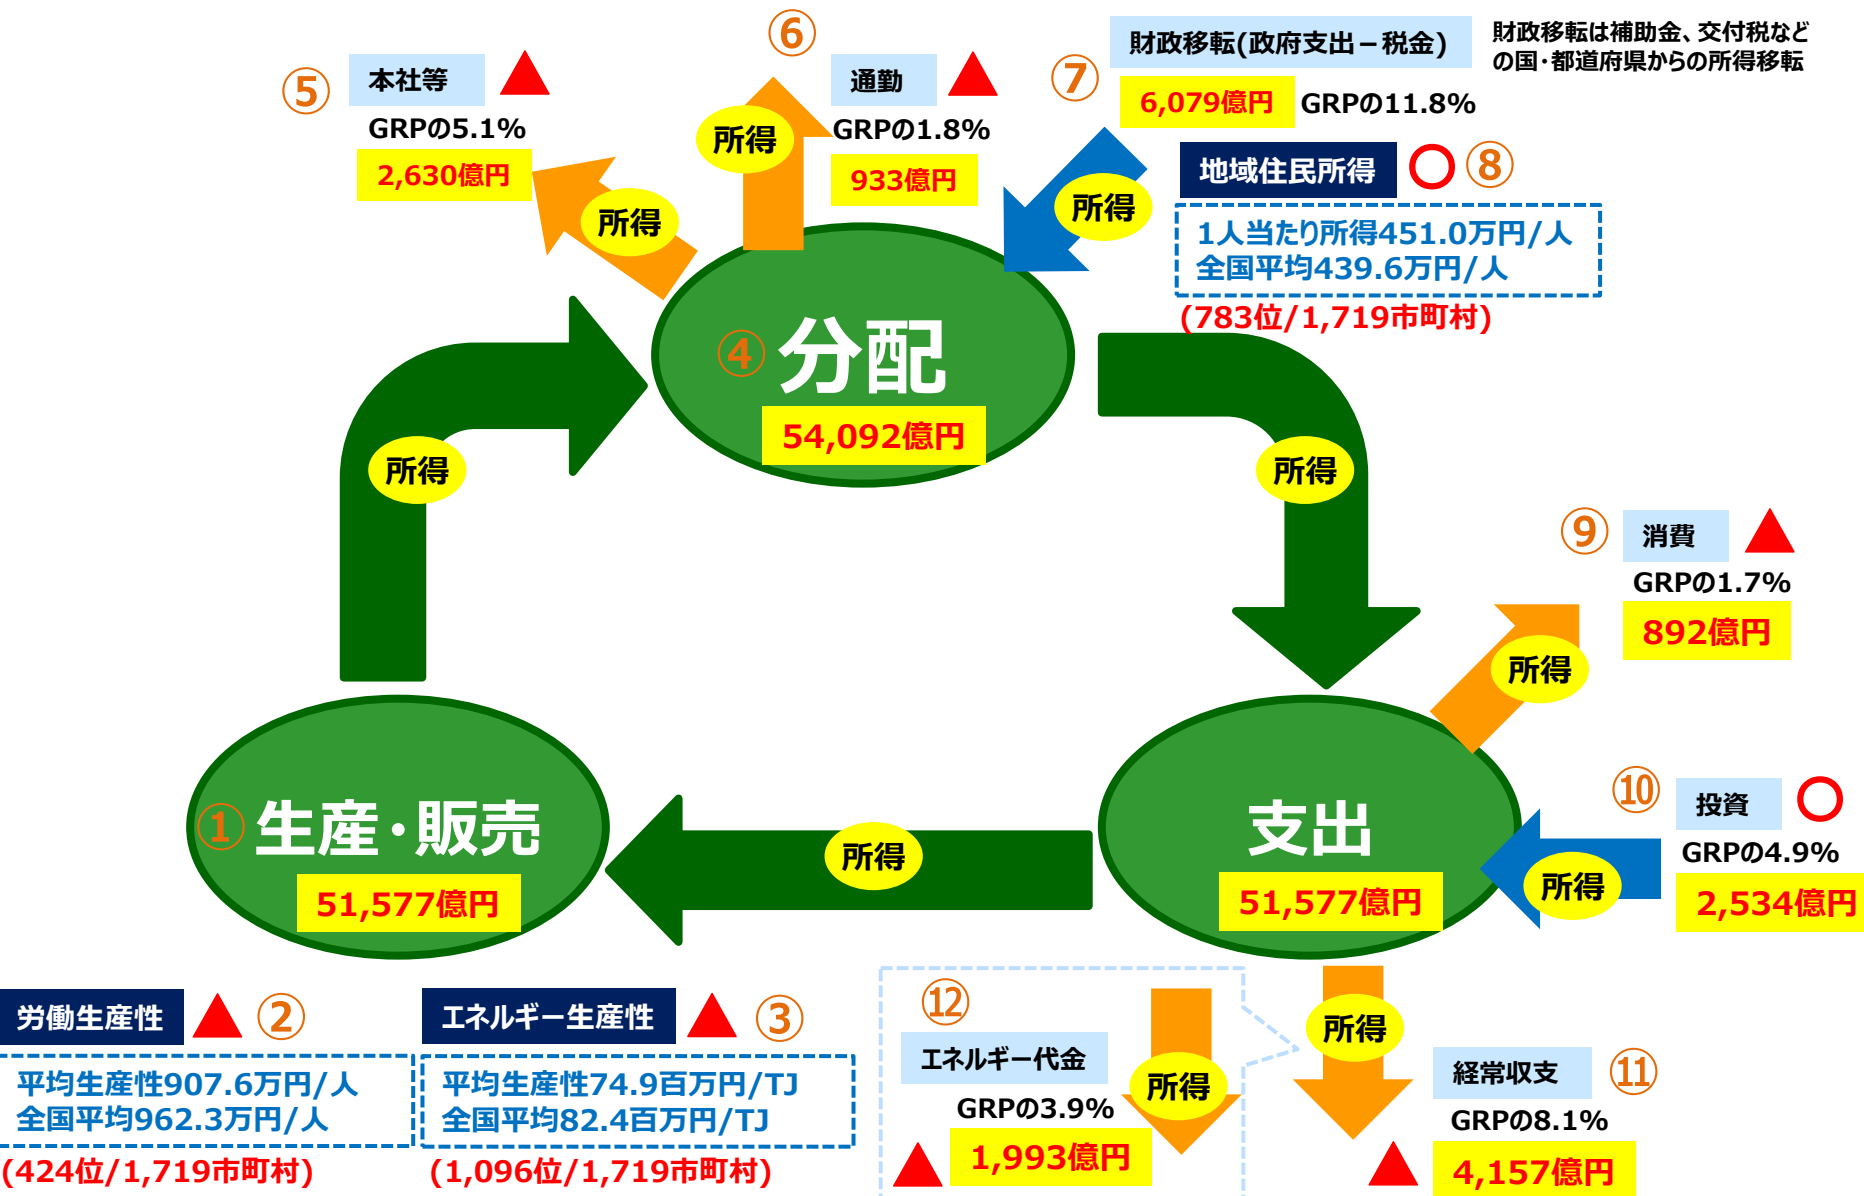 ⑥
財政移転(政府支出－税金)
財政移転は補助金、交付税など
の国・都道府県からの所得移転
⑤
本社等
通勤
⑦
6,079億円
GRPの11.8%
GRPの5.1%
GRPの1.8%
所得
2,630億円
933億円
地域住民所得
⑧
所得
所得
1人当たり所得451.0万円/人
全国平均439.6万円/人
(783位/1,719市町村)
④
分配
54,092億円
所得
所得
⑨
消費
GRPの1.7%
892億円
所得
①
生産・販売
51,577億円
所得
支出
51,577億円
⑩
投資
GRPの4.9%
2,534億円
所得
労働生産性
②
平均生産性907.6万円/人
全国平均962.3万円/人
(424位/1,719市町村)
エネルギー生産性
③
平均生産性74.9百万円/TJ
全国平均82.4百万円/TJ
(1,096位/1,719市町村)
⑫
エネルギー代金
所得
GRPの3.9%
1,993億円
所得
経常収支
⑪
GRPの8.1%
4,157億円